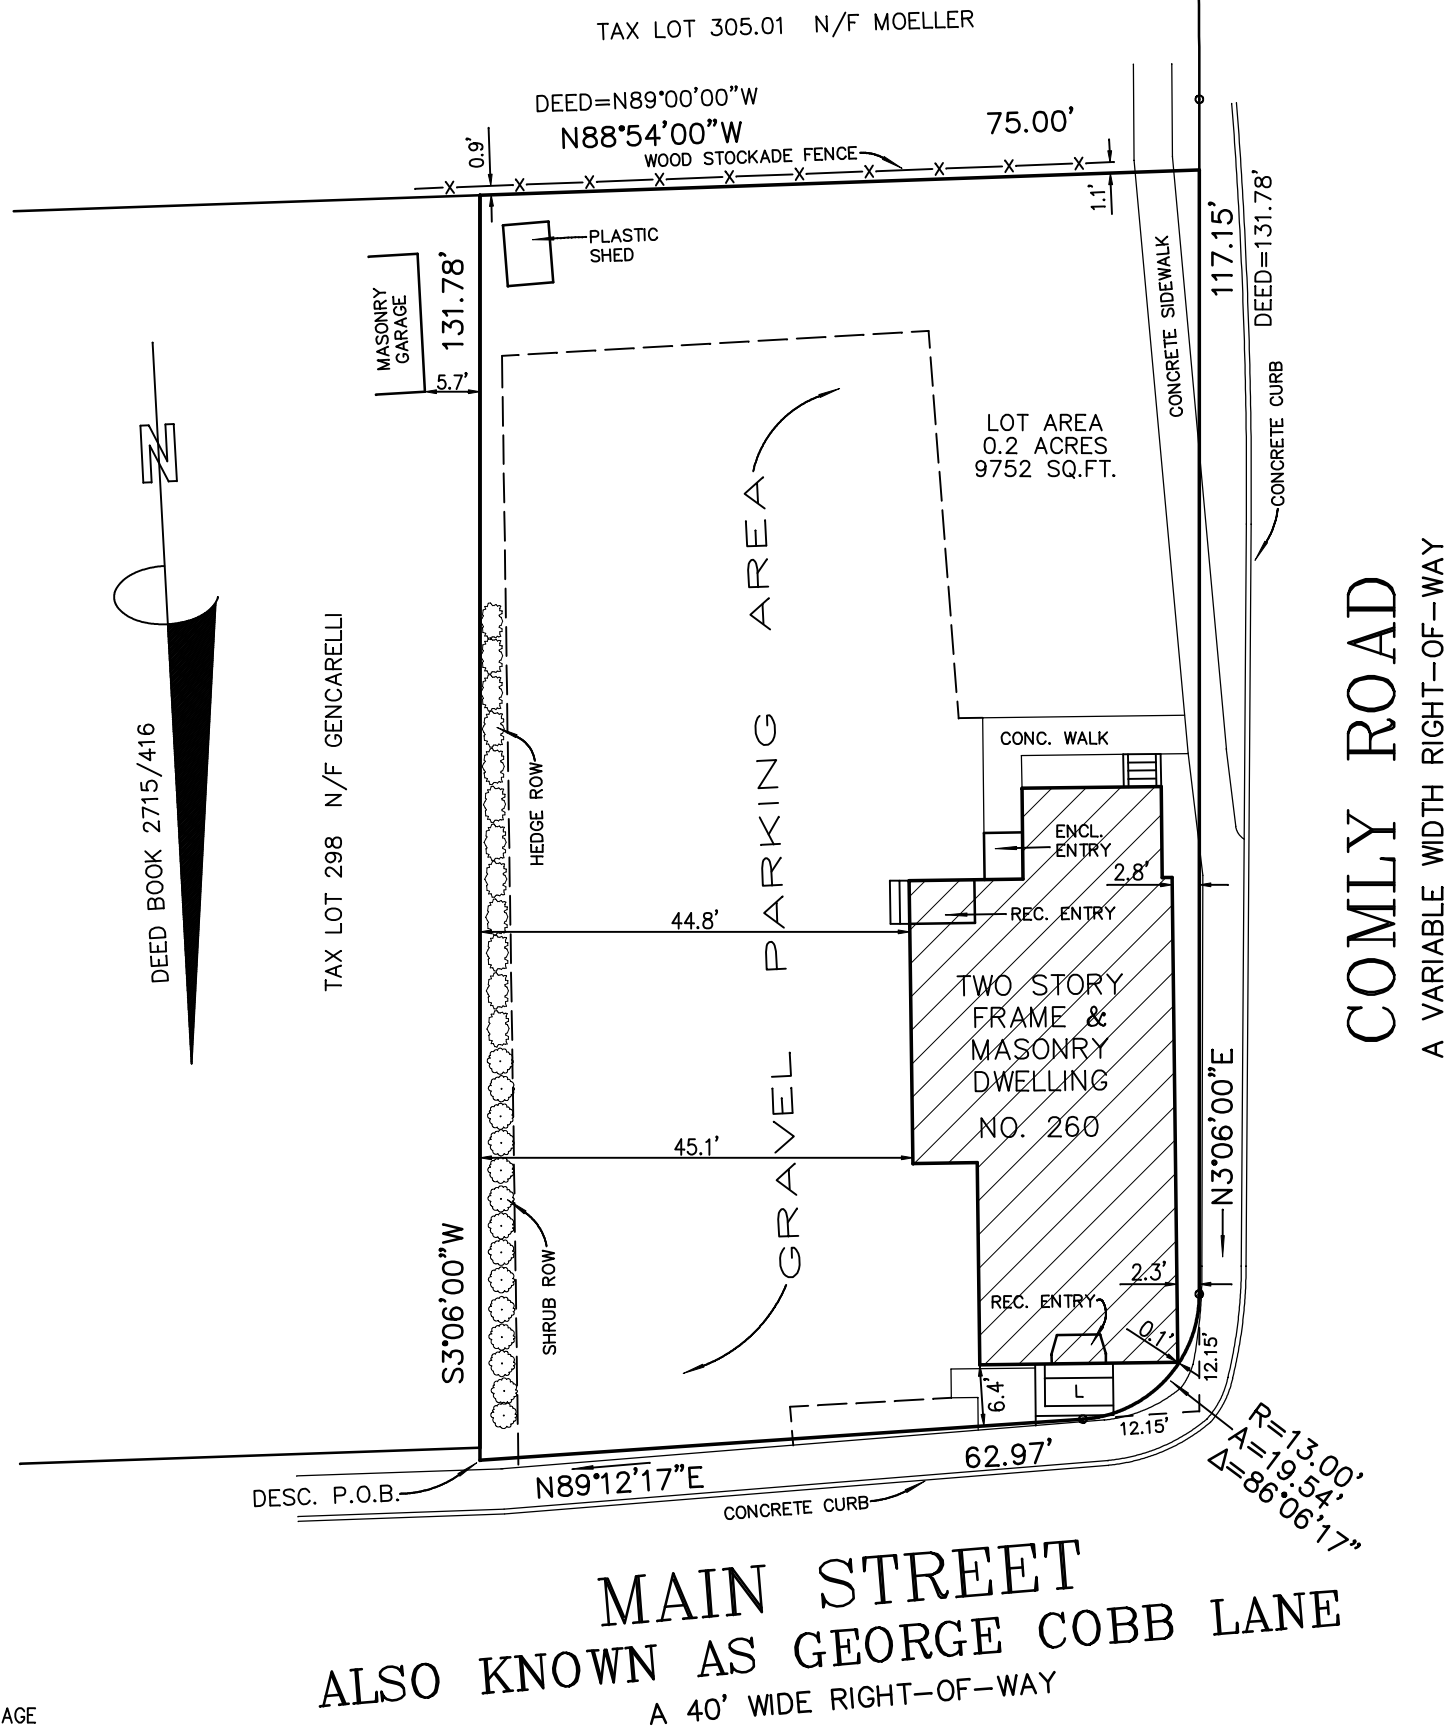 TAX LOT 305.01 N/F MOELLER
DEED=N89°00'00"W
N88°54'00"W
75.00'
0.9'
WOOD STOCKADE FENCE
1.1'
117.15'
DEED=131.78'
PLASTIC
SHED
131.78'
MASONRY
GARAGE
5.7'
CONCRETE SIDEWALK
CONCRETE CURB
LOT AREA
0.2 ACRES
9752 SQ.FT.
N
GRAVEL PARKING AREA
DEED BOOK 2715/416
TAX LOT 298 N/F GENCARELLI
HEDGE ROW
CONC. WALK
ENCL.
ENTRY
2.8'
REC. ENTRY
44.8'
TWO STORY
FRAME &
MASONRY
DWELLING
NO. 260
45.1'
COMLY ROAD
A VARIABLE WIDTH RIGHT-OF-WAY
N3°06'00"E
S3°06'00"W
SHRUB ROW
2.3'
REC. ENTRY
0.1'
12.15'
6.4'
L
12.15'
R=13.00'
A=19.54'
Δ=86°06'17"
62.97'
N89°12'17"E
DESC. P.O.B.
CONCRETE CURB
MAIN STREET
ALSO KNOWN AS GEORGE COBB LANE
A 40' WIDE RIGHT-OF-WAY
AGE